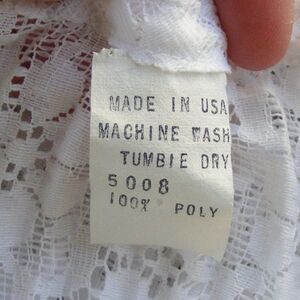 MADE IN USA
MACHINE WASH
TUMBIE DRY
5008
100% POLY